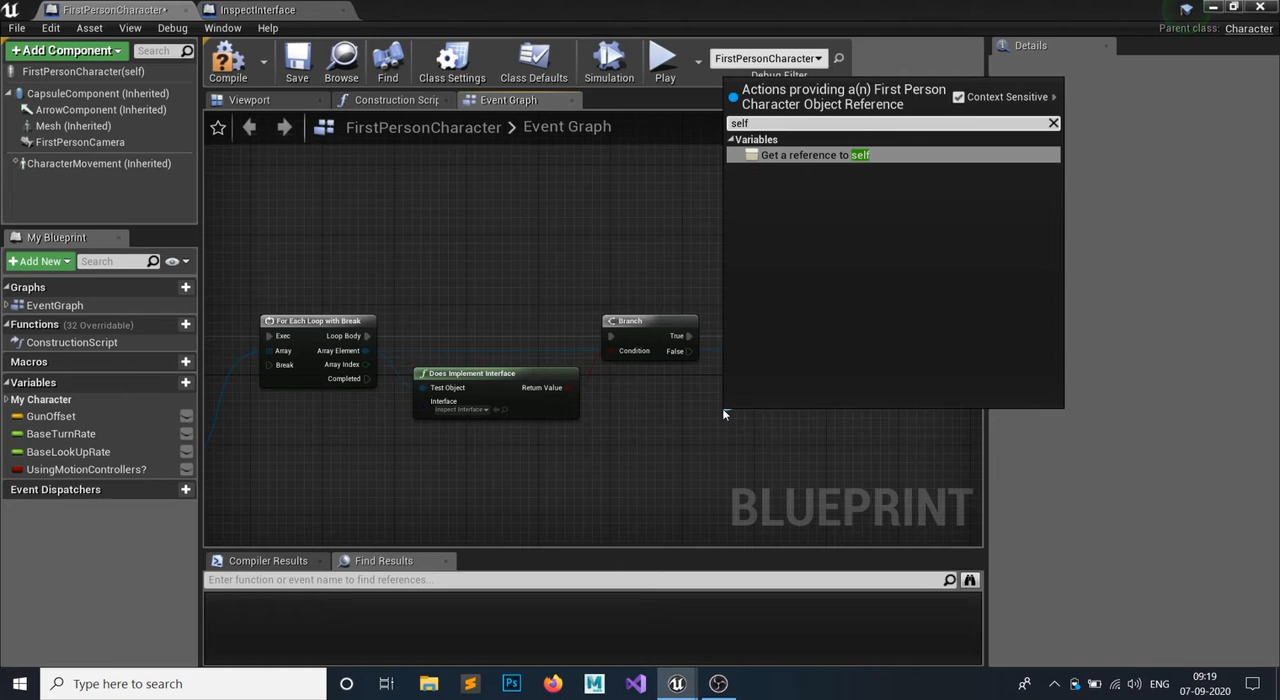 FirstPersonCharacter*
InspectInterface
File Edit Asset View Debug Window Help
Parent class: Character
+Add Component
Search
FirstPersonCharacter(self)
CapsuleComponent (Inherited)
ArrowComponent (Inherited)
Mesh (Inherited)
FirstPersonCamera
CharacterMovement (Inherited)
Compile
Save
Browse
Find
Class Settings
Class Defaults
Simulation
Play
FirstPersonCharacter
Debug Filter
Details
Viewport
Construction Scrip
Event Graph
FirstPersonCharacter > Event Graph
Actions providing a(n) First Person
Character Object Reference
Context Sensitive
self
Variables
Get a reference to self
My Blueprint
+Add New
Search
Graphs
EventGraph
Functions (32 Overridable)
ConstructionScript
Macros
Variables
My Character
GunOffset
BaseTurnRate
BaseLookUpRate
UsingMotionControllers?
Event Dispatchers
For Each Loop with Break
Exec Loop Body
Array Array Element
Break Array Index
Completed
Does Implement Interface
Test Object Return Value
Interface
Inspect Interface
Branch
True
Condition False
BLUEPRINT
Compiler Results
Find Results
Enter function or event name to find references...
Type here to search
Ps
ENG
09:19
07-09-2020